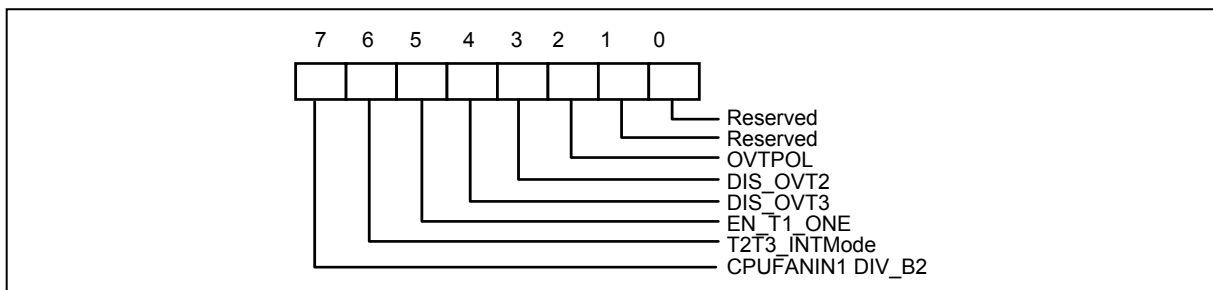 7 6 5 4 3 2 1 0
Reserved
Reserved
OVTPOL
DIS_OVT2
DIS_OVT3
EN_T1_ONE
T2T3_INTMode
CPUFANIN1 DIV_B2